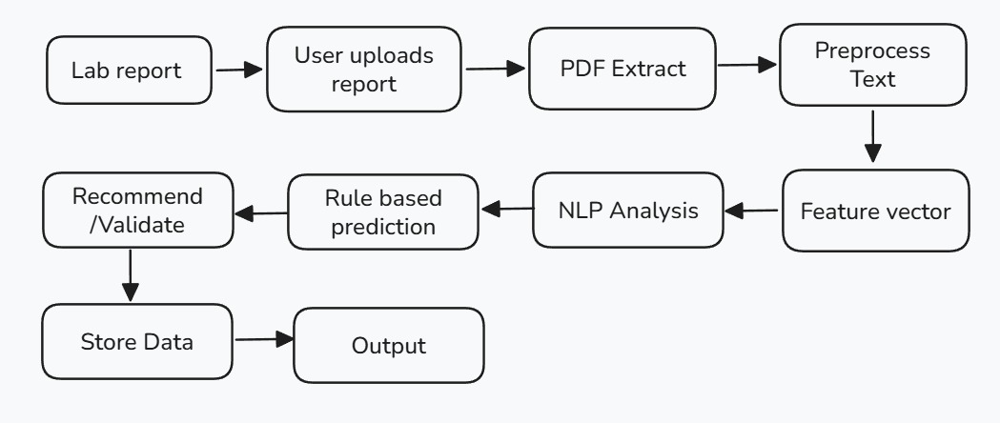 Lab report
User uploads
report
PDF Extract
Preprocess
Text
Feature vector
NLP Analysis
Rule based
prediction
Recommend
/Validate
Store Data
Output